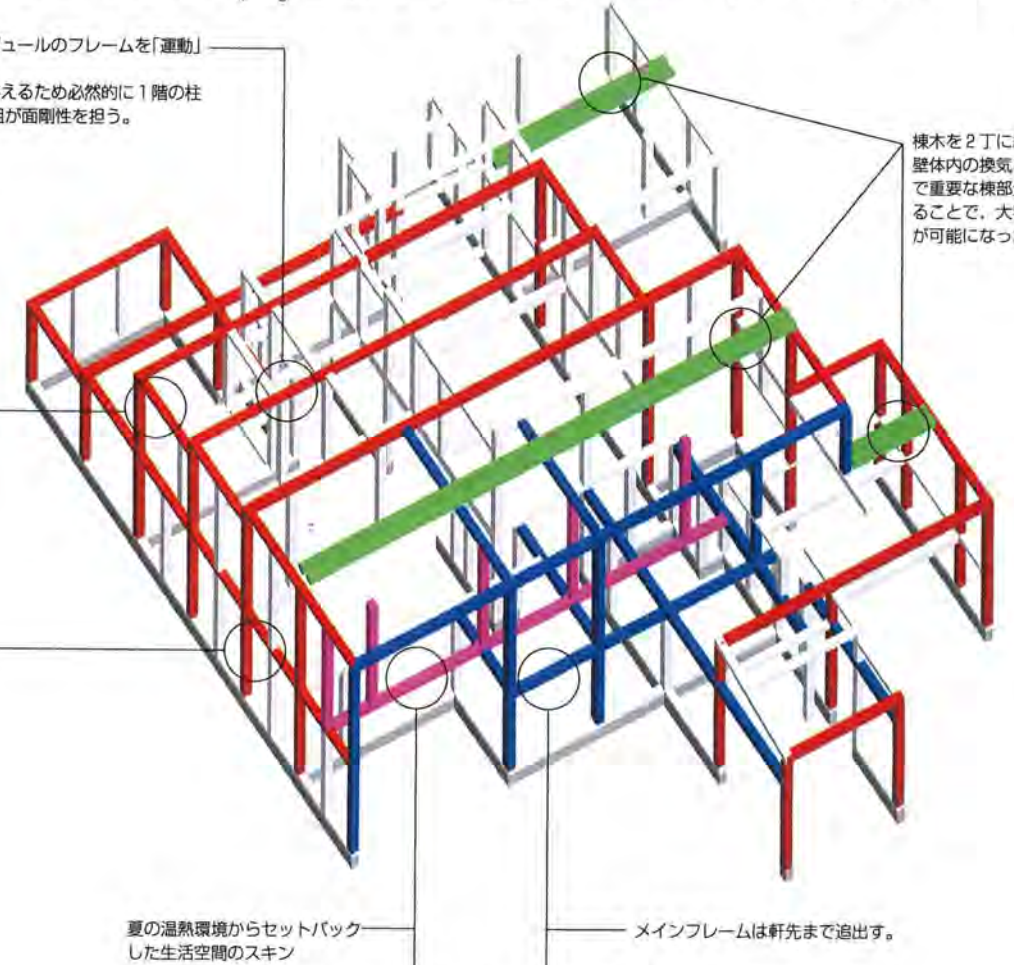 ュールのフレームを「運動」
えるため必然的に1階の柱
組が面剛性を担う。
棟木を2丁に
壁体内の換気
で重要な棟部
ることで、大
が可能になっ
夏の温熱環境からセットバック
した生活空間のスキン
メインフレームは軒先まで追出す。